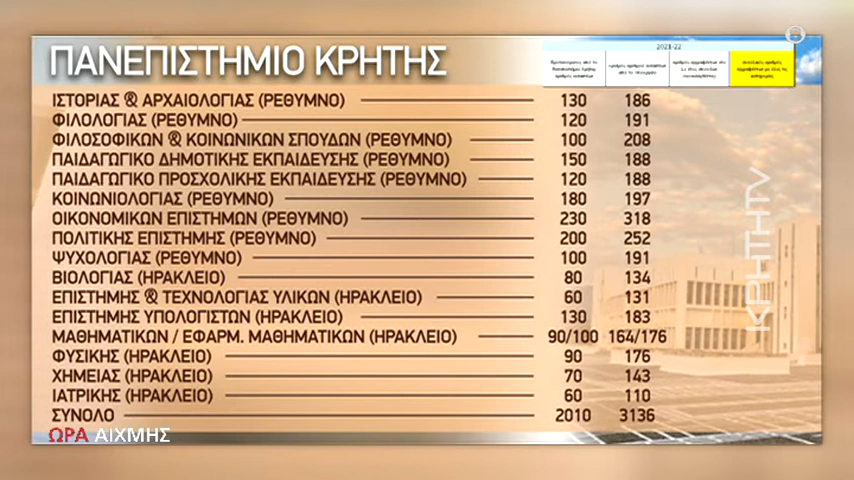 8
ΠΑΝΕΠΙΣΤΗΜΙΟ ΚΡΗΤΗΣ
2021-22
ΙΣΤΟΡΙΑΣ & ΑΡΧΑΙΟΛΟΓΙΑΣ (ΡΕΘΥΜΝΟ) 130 186
ΦΙΛΟΛΟΓΙΑΣ (ΡΕΘΥΜΝΟ) 120 191
ΦΙΛΟΣΟΦΙΚΩΝ & ΚΟΙΝΩΝΙΚΩΝ ΣΠΟΥΔΩΝ (ΡΕΘΥΜΝΟ) 100 208
ΠΑΙΔΑΓΩΓΙΚΟ ΔΗΜΟΤΙΚΗΣ ΕΚΠΑΙΔΕΥΣΗΣ (ΡΕΘΥΜΝΟ) 150 188
ΠΑΙΔΑΓΩΓΙΚΟ ΠΡΟΣΧΟΛΙΚΗΣ ΕΚΠΑΙΔΕΥΣΗΣ (ΡΕΘΥΜΝΟ) 120 188
ΚΟΙΝΩΝΙΟΛΟΓΙΑΣ (ΡΕΘΥΜΝΟ) 180 197
ΟΙΚΟΝΟΜΙΚΩΝ ΕΠΙΣΤΗΜΩΝ (ΡΕΘΥΜΝΟ) 230 318
ΠΟΛΙΤΙΚΗΣ ΕΠΙΣΤΗΜΗΣ (ΡΕΘΥΜΝΟ) 200 252
ΨΥΧΟΛΟΓΙΑΣ (ΡΕΘΥΜΝΟ) 100 191
ΒΙΟΛΟΓΙΑΣ (ΗΡΑΚΛΕΙΟ) 80 134
ΕΠΙΣΤΗΜΗΣ & ΤΕΧΝΟΛΟΓΙΑΣ ΥΛΙΚΩΝ (ΗΡΑΚΛΕΙΟ) 60 131
ΕΠΙΣΤΗΜΗΣ ΥΠΟΛΟΓΙΣΤΩΝ (ΗΡΑΚΛΕΙΟ) 130 183
ΜΑΘΗΜΑΤΙΚΩΝ / ΕΦΑΡΜ. ΜΑΘΗΜΑΤΙΚΩΝ (ΗΡΑΚΛΕΙΟ) 90/100 164/176
ΦΥΣΙΚΗΣ (ΗΡΑΚΛΕΙΟ) 90 176
ΧΗΜΕΙΑΣ (ΗΡΑΚΛΕΙΟ) 70 143
ΙΑΤΡΙΚΗΣ (ΗΡΑΚΛΕΙΟ) 60 110
ΣΥΝΟΛΟ 2010 3136
ΩΡΑ ΑΙΧΜΗΣ
ΚΡΗΤΗTV